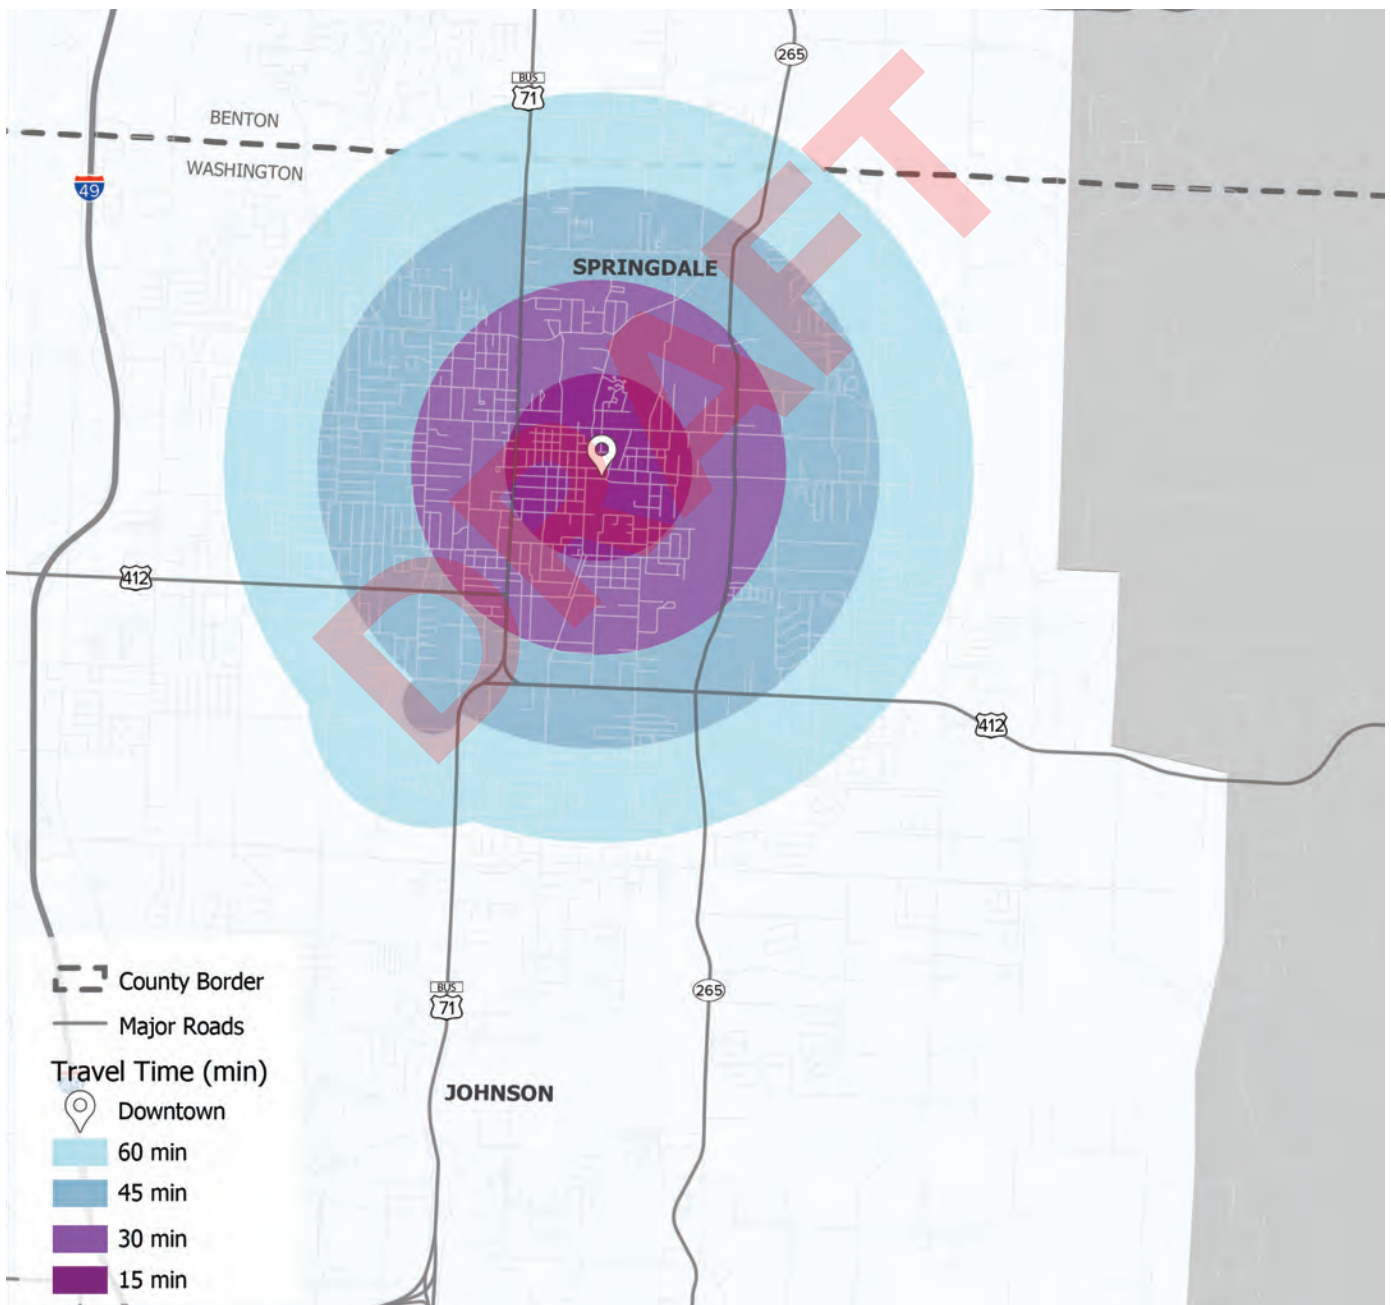 265
BUS
71
BENTON
WASHINGTON
49
SPRINGDALE
DRAFT
412
412
BUS
71
265
JOHNSON
County Border
Major Roads
Travel Time (min)
Downtown
60 min
45 min
30 min
15 min